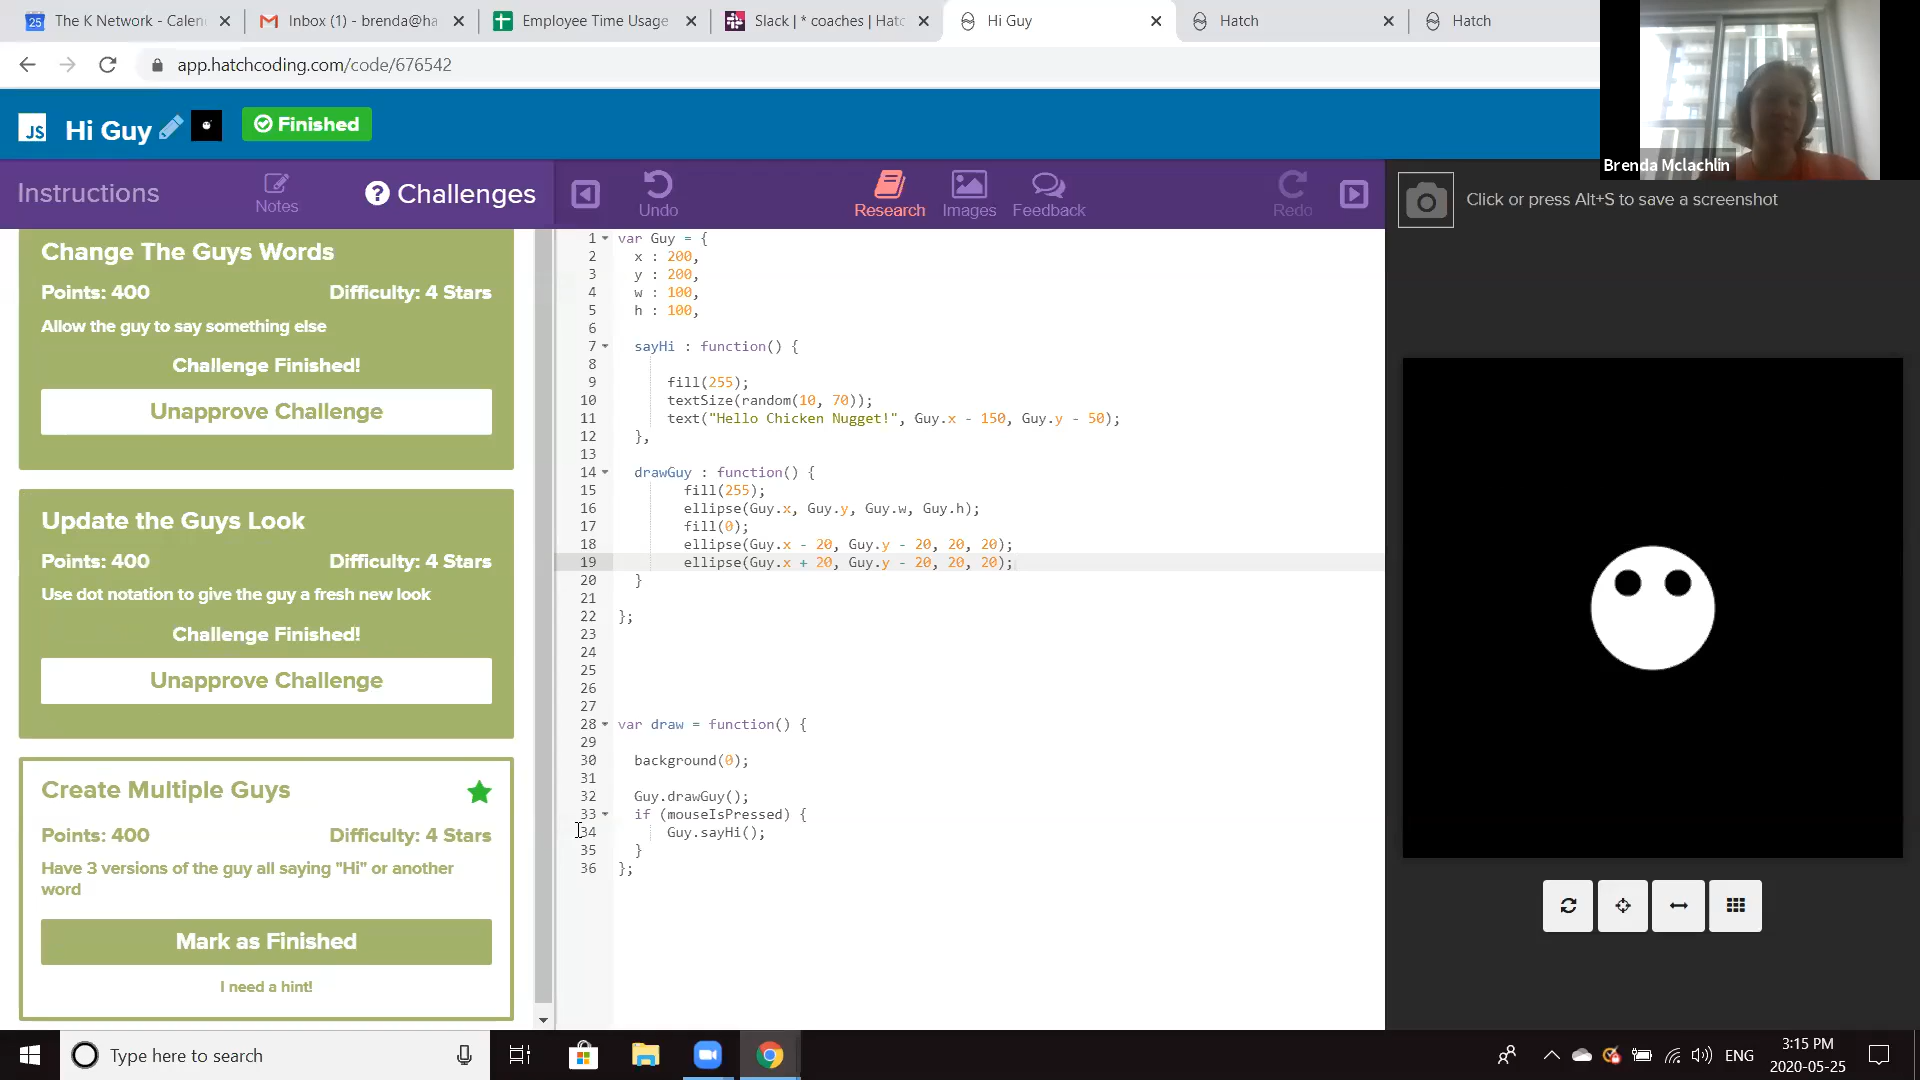 25 The K Network - Calen
Inbox (1) - brenda@ha
Employee Time Usage
Slack | * coaches | Hatc
Hi Guy
Hatch
Hatch
app.hatchcoding.com/code/676542
JS Hi Guy Finished
Brenda Mclachlin
Instructions
Notes
? Challenges
Undo
Research
Images
Feedback
Redo
Click or press Alt+S to save a screenshot
Change The Guys Words
Points: 400 Difficulty: 4 Stars
Allow the guy to say something else
Challenge Finished!
Unapprove Challenge
Update the Guys Look
Points: 400 Difficulty: 4 Stars
Use dot notation to give the guy a fresh new look
Challenge Finished!
Unapprove Challenge
Create Multiple Guys
Points: 400 Difficulty: 4 Stars
Have 3 versions of the guy all saying "Hi" or another
word
Mark as Finished
I need a hint!
1 var Guy = {
2 x : 200,
3 y : 200,
4 w : 100,
5 h : 100,
6
7 sayHi : function() {
8
9 fill(255);
10 textSize(random(10, 70));
11 text("Hello Chicken Nugget!", Guy.x - 150, Guy.y - 50);
12 },
13
14 drawGuy : function() {
15 fill(255);
16 ellipse(Guy.x, Guy.y, Guy.w, Guy.h);
17 fill(0);
18 ellipse(Guy.x - 20, Guy.y - 20, 20, 20);
19 ellipse(Guy.x + 20, Guy.y - 20, 20, 20);
20 }
21
22 };
23
24
25
26
27
28 var draw = function() {
29
30 background(0);
31
32 Guy.drawGuy();
33 if (mouseIsPressed) {
34 Guy.sayHi();
35 }
36 };
Type here to search
ENG
3:15 PM
2020-05-25